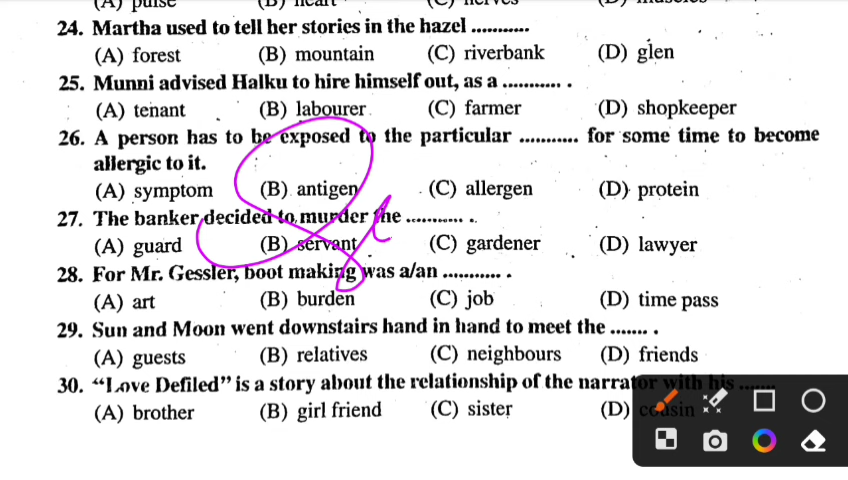 (A) pulse (B) heart (C) nerves (D) muscles
24. Martha used to tell her stories in the hazel ...........
(A) forest (B) mountain (C) riverbank (D) glen
25. Munni advised Halku to hire himself out, as a ........... .
(A) tenant (B) labourer (C) farmer (D) shopkeeper
26. A person has to be exposed to the particular ........... for some time to become
allergic to it.
(A) symptom (B) antigen (C) allergen (D) protein
27. The banker decided to murder the ........... .
(A) guard (B) servant (C) gardener (D) lawyer
28. For Mr. Gessler, boot making was a/an ........... .
(A) art (B) burden (C) job (D) time pass
29. Sun and Moon went downstairs hand in hand to meet the ....... .
(A) guests (B) relatives (C) neighbours (D) friends
30. “Love Defiled” is a story about the relationship of the narrator with his .......
(A) brother (B) girl friend (C) sister (D) cousin